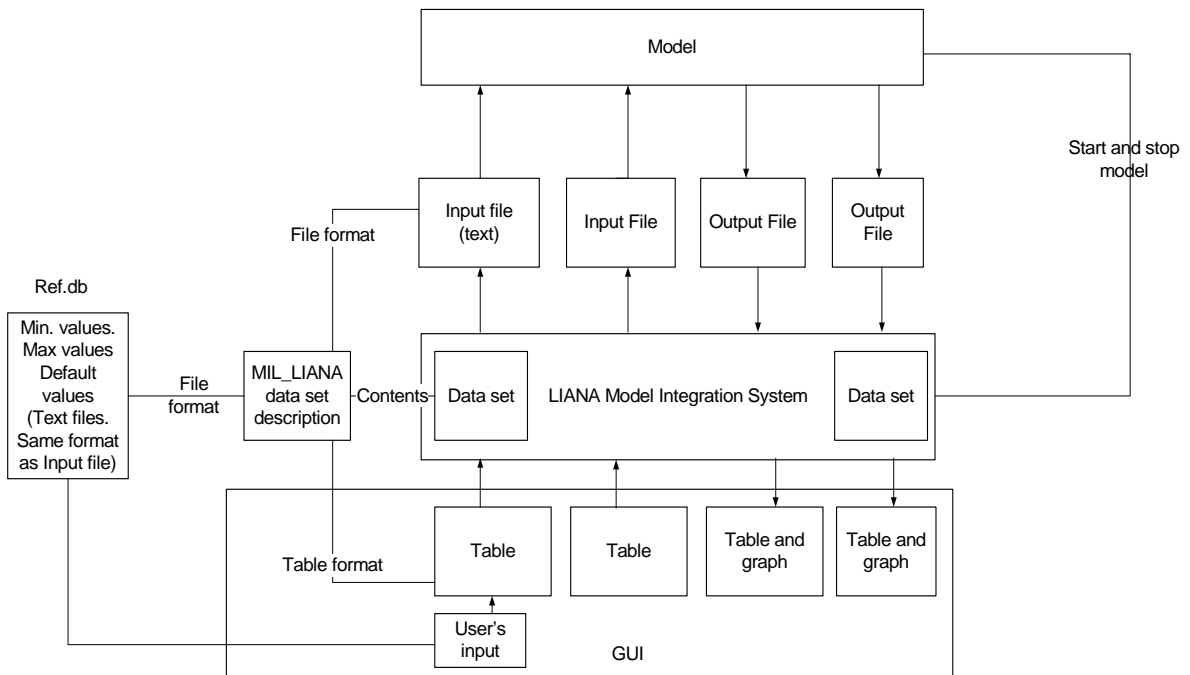 Model
Start and stop
model
Input file
(text)
Input File
Output File
Output
File
File format
Ref.db
Min. values.
Max values
Default
values
(Text files.
Same format
as Input file)
File
format
MIL_LIANA
data set
description
Contents
Data set
LIANA Model Integration System
Data set
Table format
Table
Table
Table and
graph
Table and
graph
User's
input
GUI